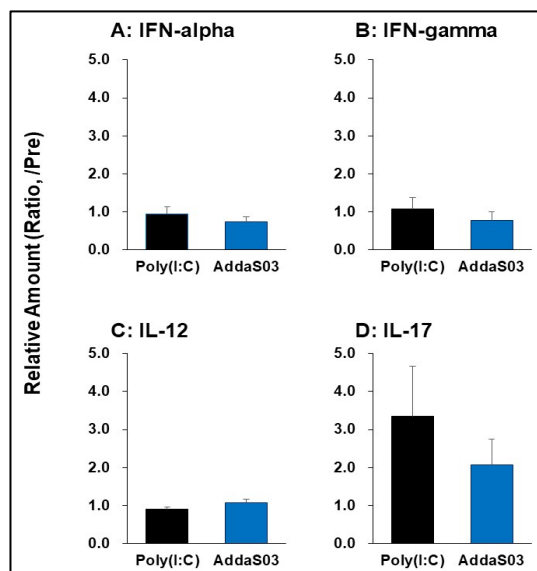 A: IFN-alpha
B: IFN-gamma
Relative Amount (Ratio, /Pre)
5.0
4.0
3.0
2.0
1.0
0.0
Poly(I:C) AddaS03
5.0
4.0
3.0
2.0
1.0
0.0
Poly(I:C) AddaS03
C: IL-12
D: IL-17
5.0
4.0
3.0
2.0
1.0
0.0
Poly(I:C) AddaS03
5.0
4.0
3.0
2.0
1.0
0.0
Poly(I:C) AddaS03